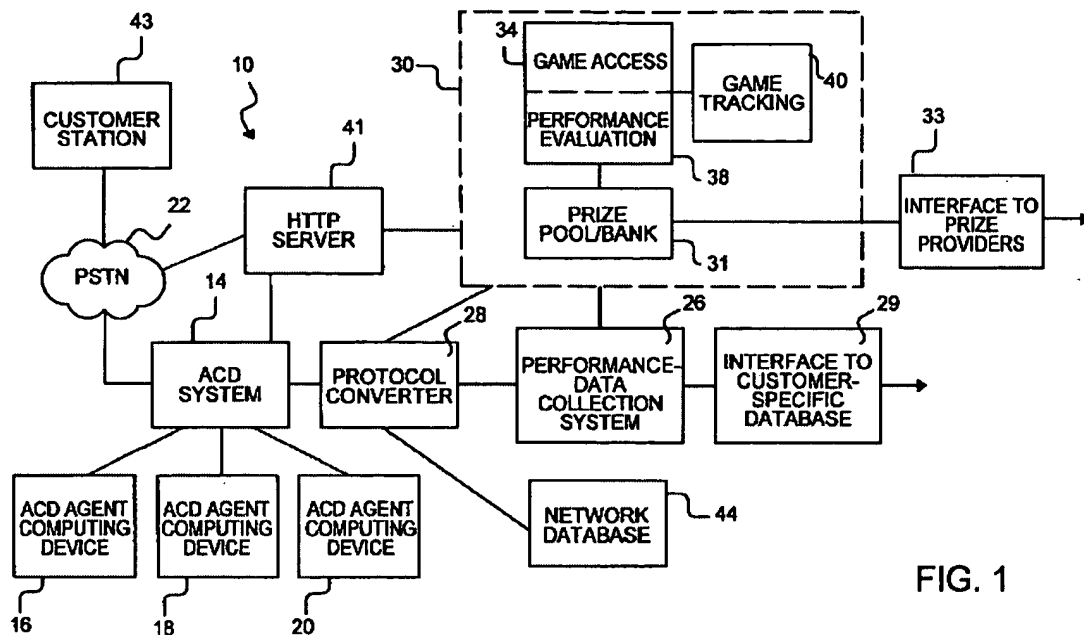 43
CUSTOMER
STATION
10
22
PSTN
41
HTTP
SERVER
30
34
GAME ACCESS
PERFORMANCE
EVALUATION
38
40
GAME
TRACKING
PRIZE
POOL/BANK
31
33
INTERFACE TO
PRIZE
PROVIDERS
14
ACD
SYSTEM
28
PROTOCOL
CONVERTER
26
PERFORMANCE-
DATA
COLLECTION
SYSTEM
29
INTERFACE TO
CUSTOMER-
SPECIFIC
DATABASE
ACD AGENT
COMPUTING
DEVICE
16
ACD AGENT
COMPUTING
DEVICE
18
ACD AGENT
COMPUTING
DEVICE
20
NETWORK
DATABASE
44
FIG. 1